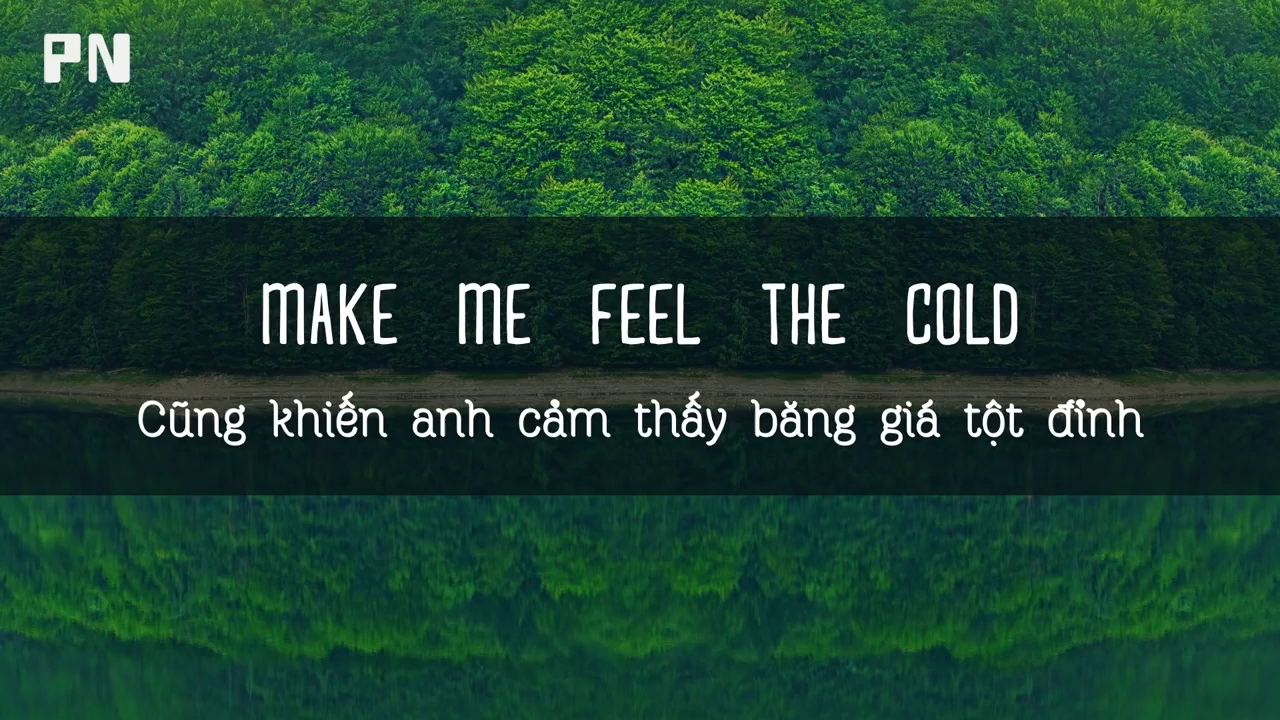 PN
MAKE ME FEEL THE COLD
Cũng khiến anh cảm thấy băng giá tột đỉnh